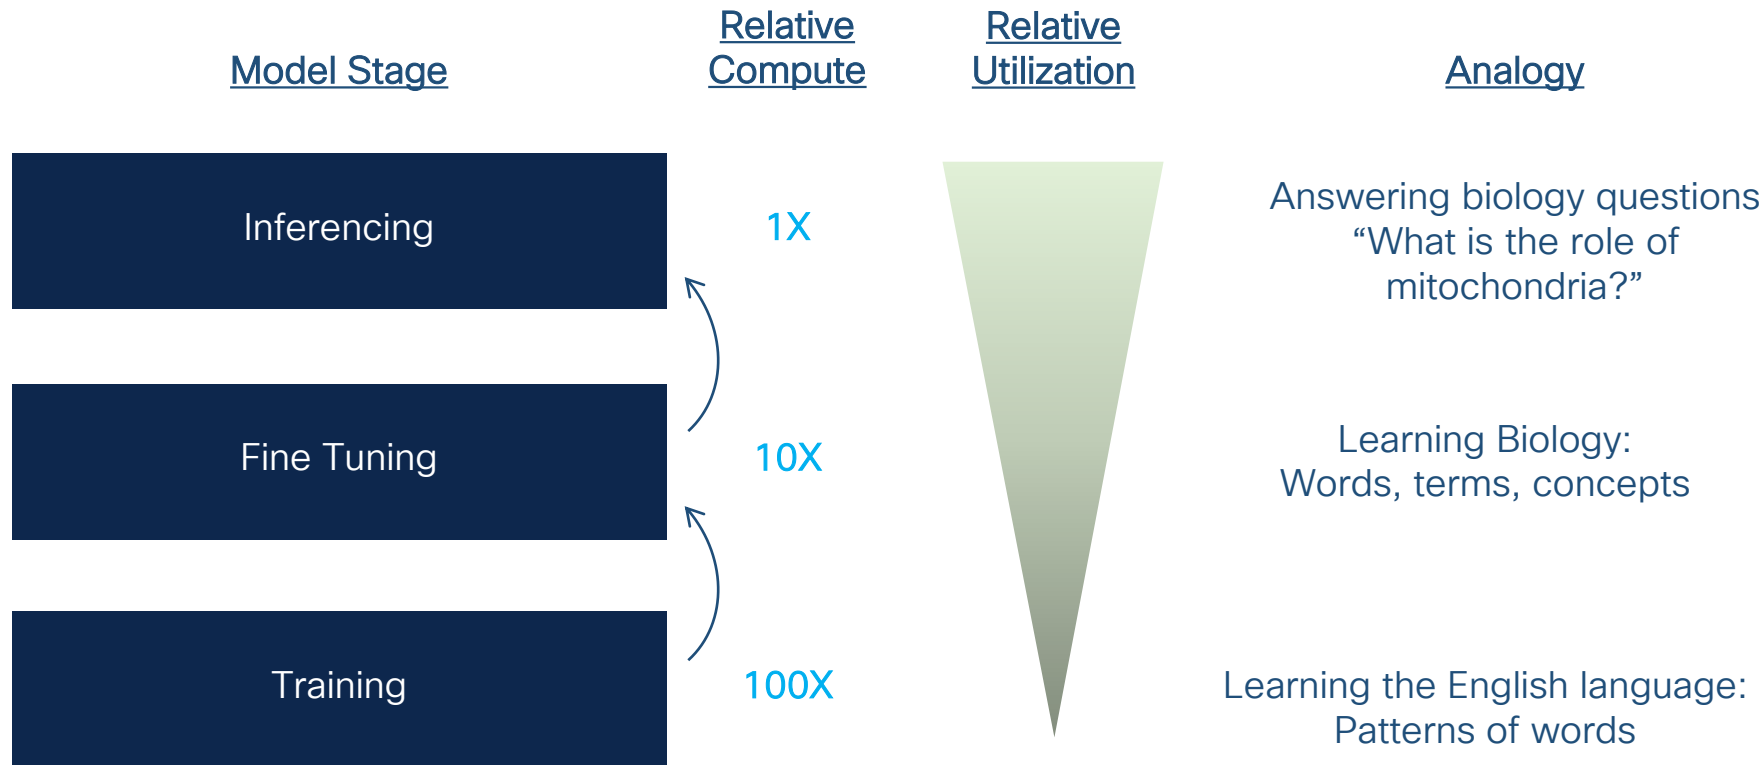 Model Stage
Relative
Compute
Relative
Utilization
Analogy
Inferencing
1X
Answering biology questions
“What is the role of
mitochondria?”
Fine Tuning
10X
Learning Biology:
Words, terms, concepts
Training
100X
Learning the English language:
Patterns of words